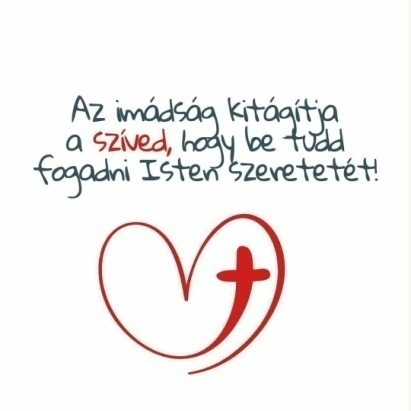 Az imádság kitágítja
a szíved, hogy be tudd
fogadni Isten szeretetét!